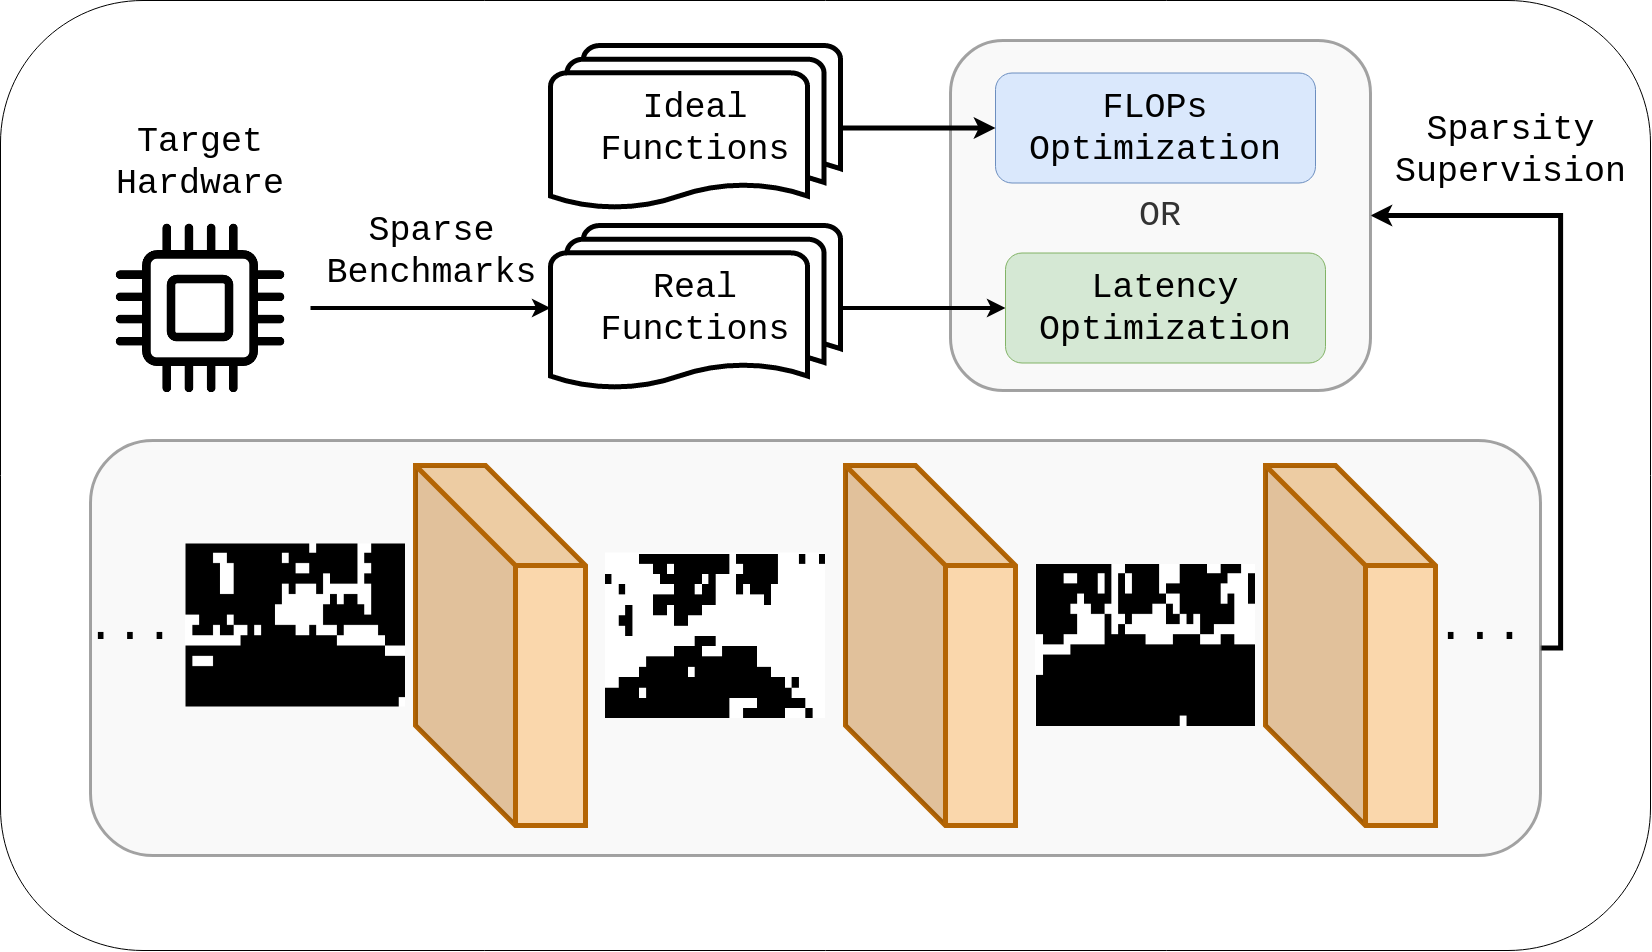 Target
Hardware
Sparse
Benchmarks
Ideal
Functions
Real
Functions
FLOPs
Optimization
OR
Latency
Optimization
Sparsity
Supervision
...
...